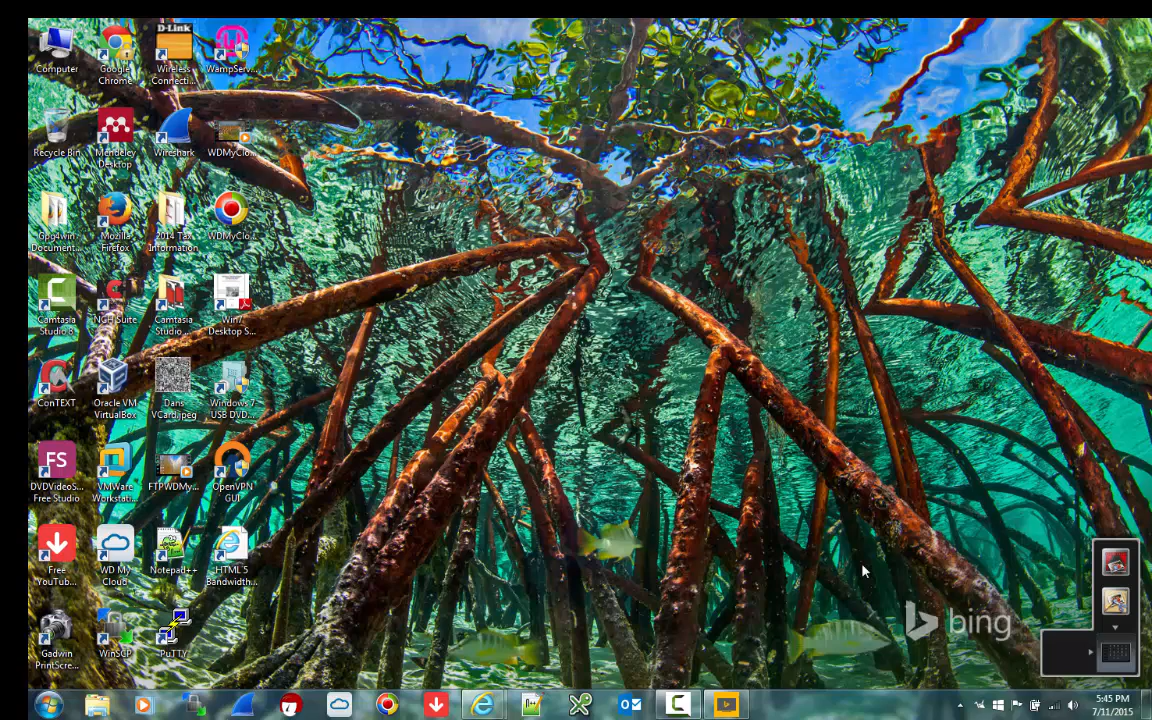 D-Link
Computer
Google
Chrome
Wireless
Connecti...
WampServ...
Recycle Bin
Mendeley
Desktop
Wireshark
WDMyClo...
Gpg4win
Document...
Mozilla
Firefox
2014 Tax
Information
WDMyClo...
Camtasia
Studio 8
NGH Suite
Camtasia
Studio ...
Win7
Desktop S...
ConTEXT
Oracle VM
VirtualBox
Dans
VCard.jpeg
Windows 7
USB DVD...
FS
DVDVideoS...
Free Studio
VMWare
Workstati...
FTPWDMy...
OpenVPN
GUI
Free
YouTub...
WD My
Cloud
Notepad++
HTML 5
Bandwidth...
Gadwin
PrintScre...
WinSCP
PuTTY
bing
5:45 PM
7/11/2015